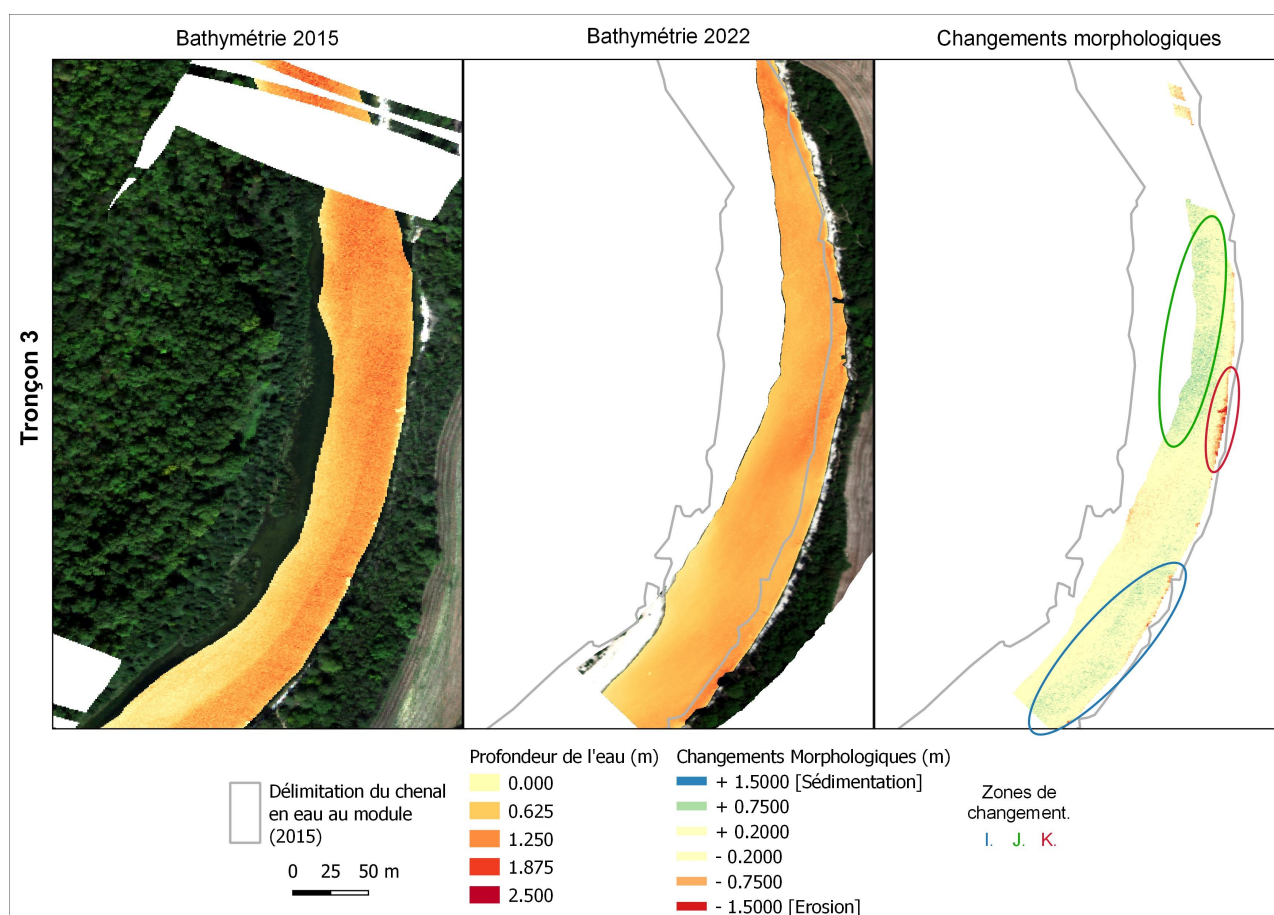 Bathymétrie 2015
Bathymétrie 2022
Changements morphologiques
Tronçon 3
Délimitation du chenal
en eau au module
(2015)
0 25 50 m
Profondeur de l'eau (m)
0.000
0.625
1.250
1.875
2.500
Changements Morphologiques (m)
+ 1.5000 [Sédimentation]
+ 0.7500
+ 0.2000
- 0.2000
- 0.7500
- 1.5000 [Erosion]
Zones de
changement.
I. J. K.